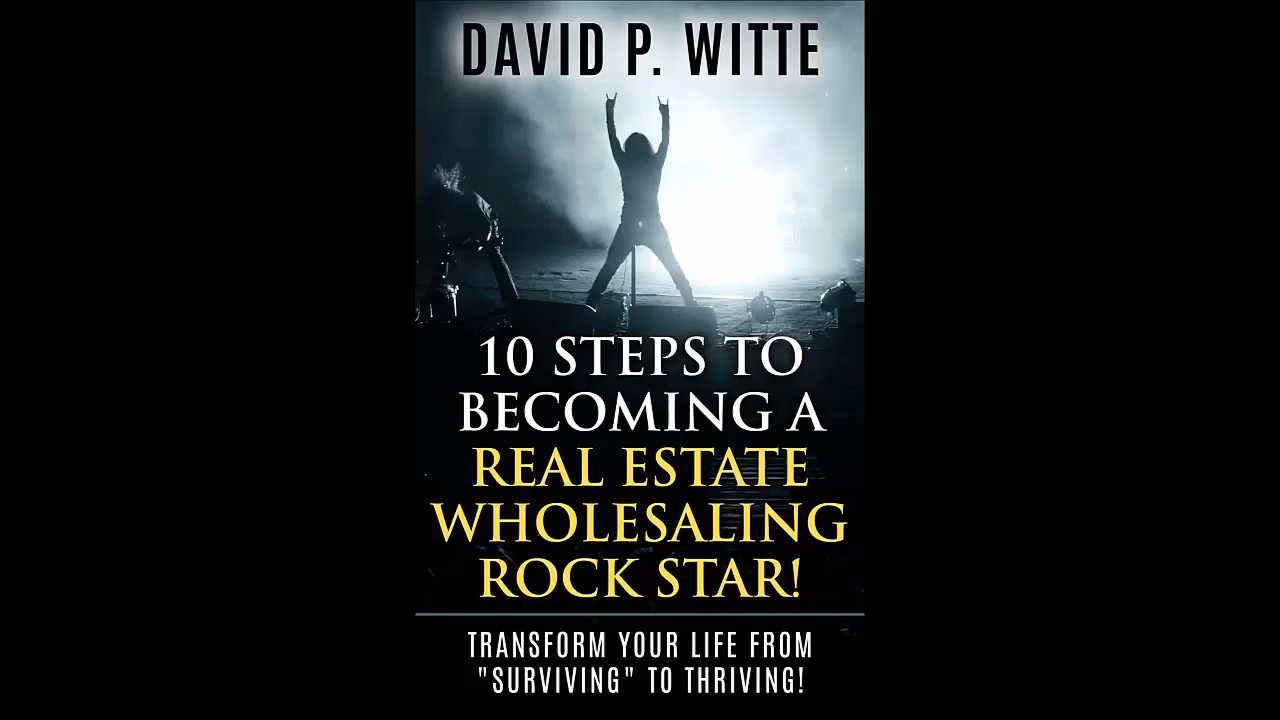 DAVID P. WITTE
10 STEPS TO
BECOMING A
REAL ESTATE
WHOLESALING
ROCK STAR!
TRANSFORM YOUR LIFE FROM
"SURVIVING" TO THRIVING!